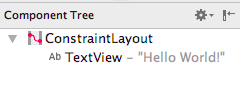 Component Tree
ConstraintLayout
Ab TextView – "Hello World!"